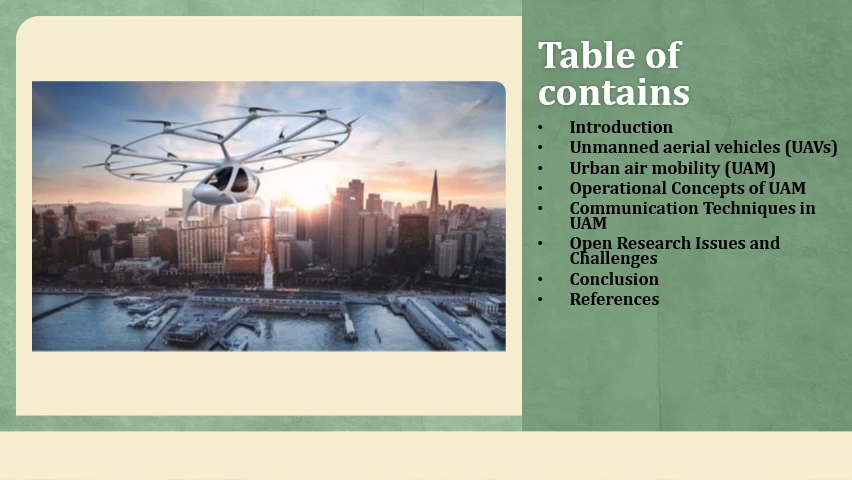 Table of
contains
• Introduction
• Unmanned aerial vehicles (UAVs)
• Urban air mobility (UAM)
• Operational Concepts of UAM
• Communication Techniques in
UAM
• Open Research Issues and
Challenges
• Conclusion
• References